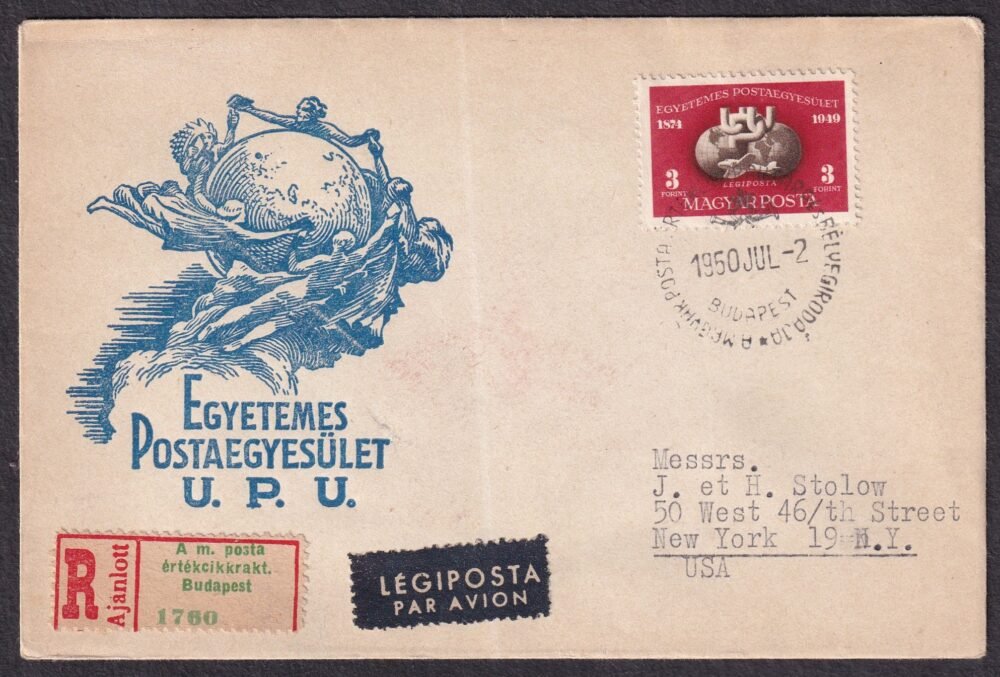 EGYETEMES POSTAEGYESÜLET
1874 1949
LÉGIPOSTA
3 3
FORINT FORINT
MAGYAR POSTA
1950 JUL-2
BUDAPEST
EGYETEMES
POSTAEGYESÜLET
U. P. U.
Messrs.
J. et H. Stolow
50 West 46/th Street
New York 19 N.Y.
USA
R
Ajánlott
A m. posta
értékcikkrakt.
Budapest
1760
LÉGIPOSTA
PAR AVION